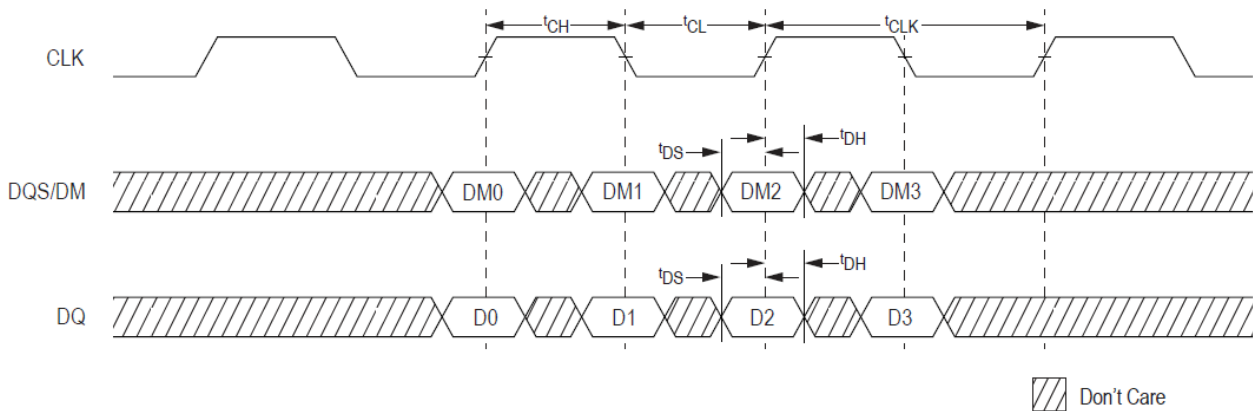 tCH tCL tCLK
CLK
tDS tDH
DQS/DM DM0 DM1 DM2 DM3
tDS tDH
DQ D0 D1 D2 D3
Don't Care